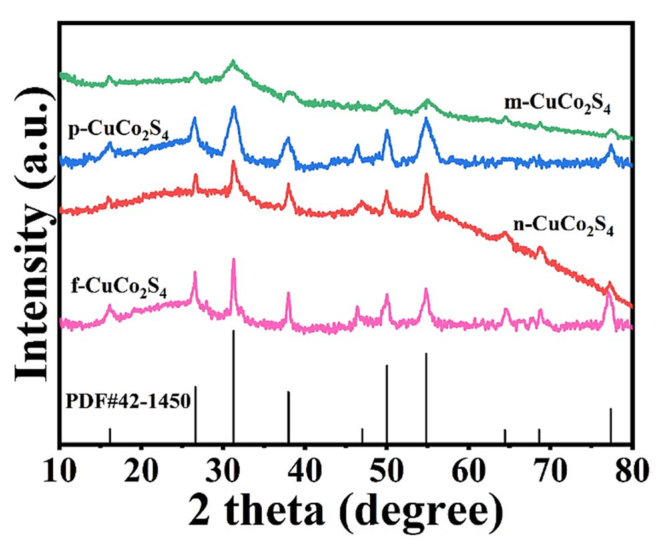 Intensity (a.u.)
m-CuCo₂S₄
p-CuCo₂S₄
n-CuCo₂S₄
f-CuCo₂S₄
PDF#42-1450
10 20 30 40 50 60 70 80
2 theta (degree)